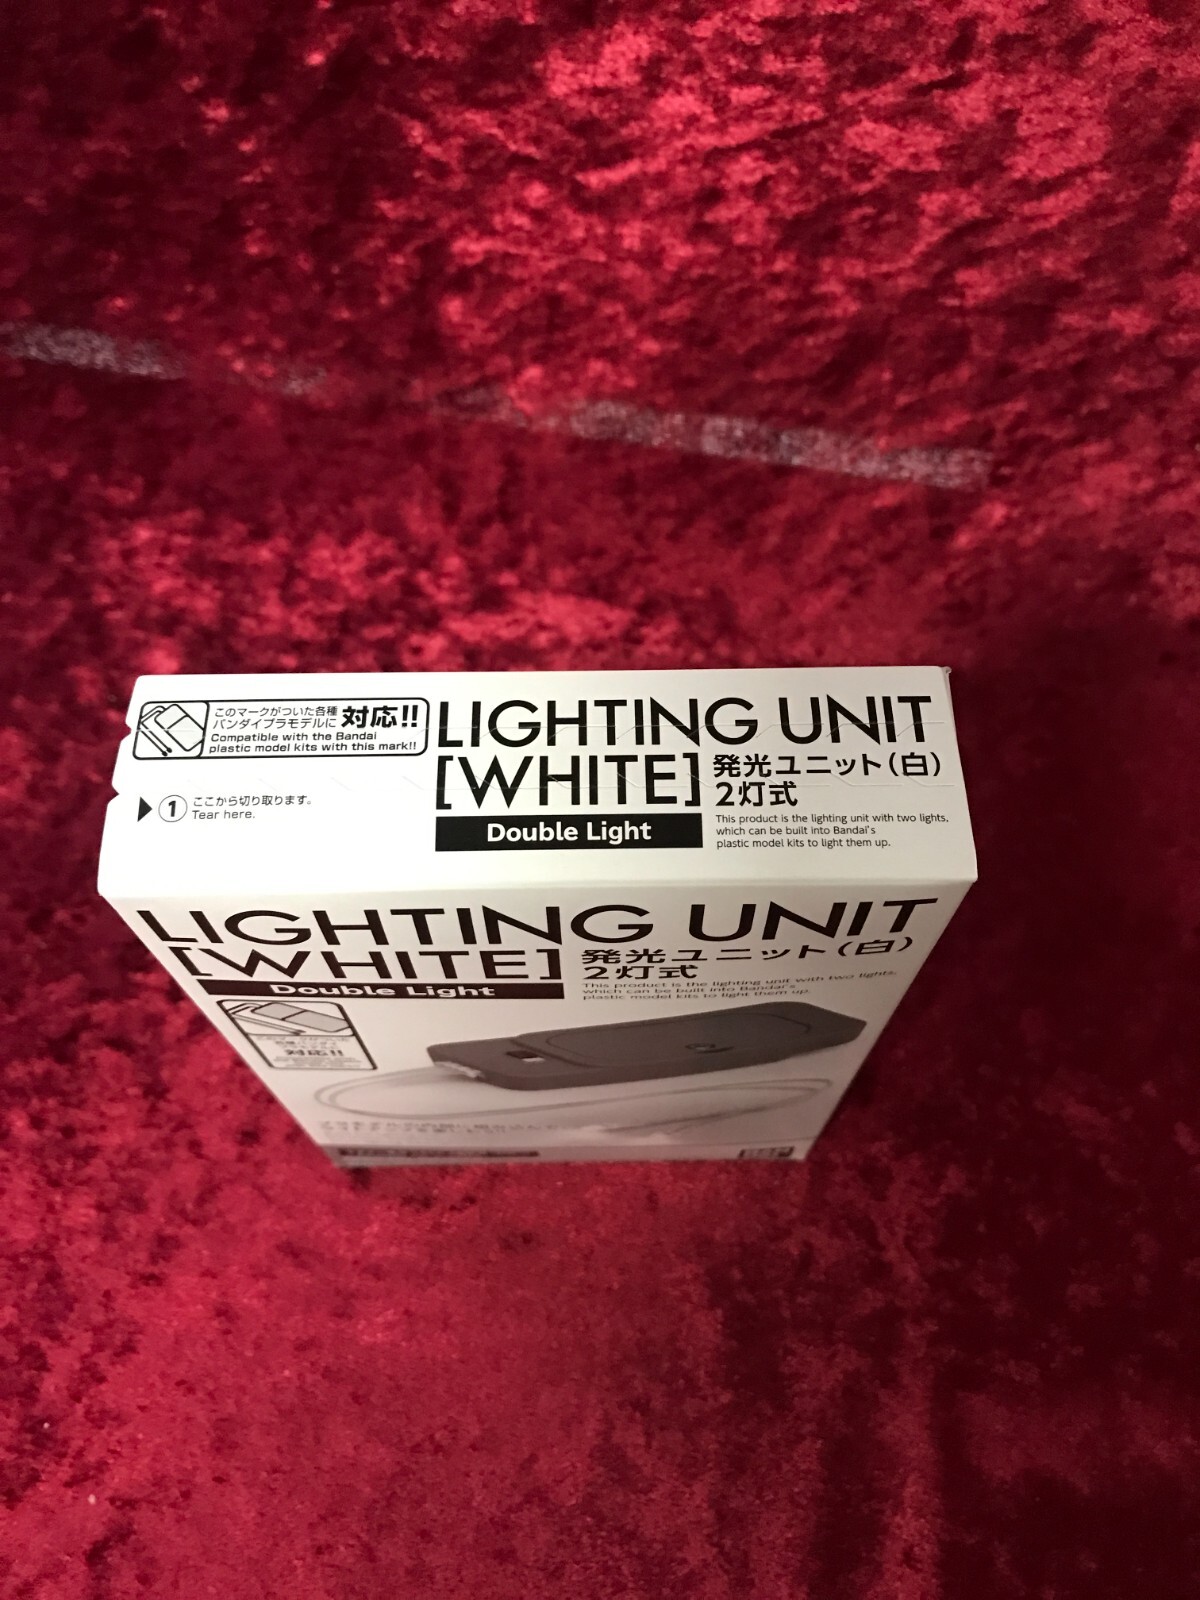 このマークがついた各種
バンダイプラモデルに 対応!!
Compatible with the Bandai
plastic model kits with this mark!!
LIGHTING UNIT
[WHITE] 発光ユニット(白)
2灯式
Double Light
This product is the lighting unit with two lights,
which can be built into Bandai's
plastic model kits to light them up.
① ここから切り取ります。
Tear here.
LIGHTING UNIT
[WHITE] 発光ユニット(白)
2灯式
Double Light
This product is the lighting unit with two lights,
which can be built into Bandai's
plastic model kits to light them up.
対応!!